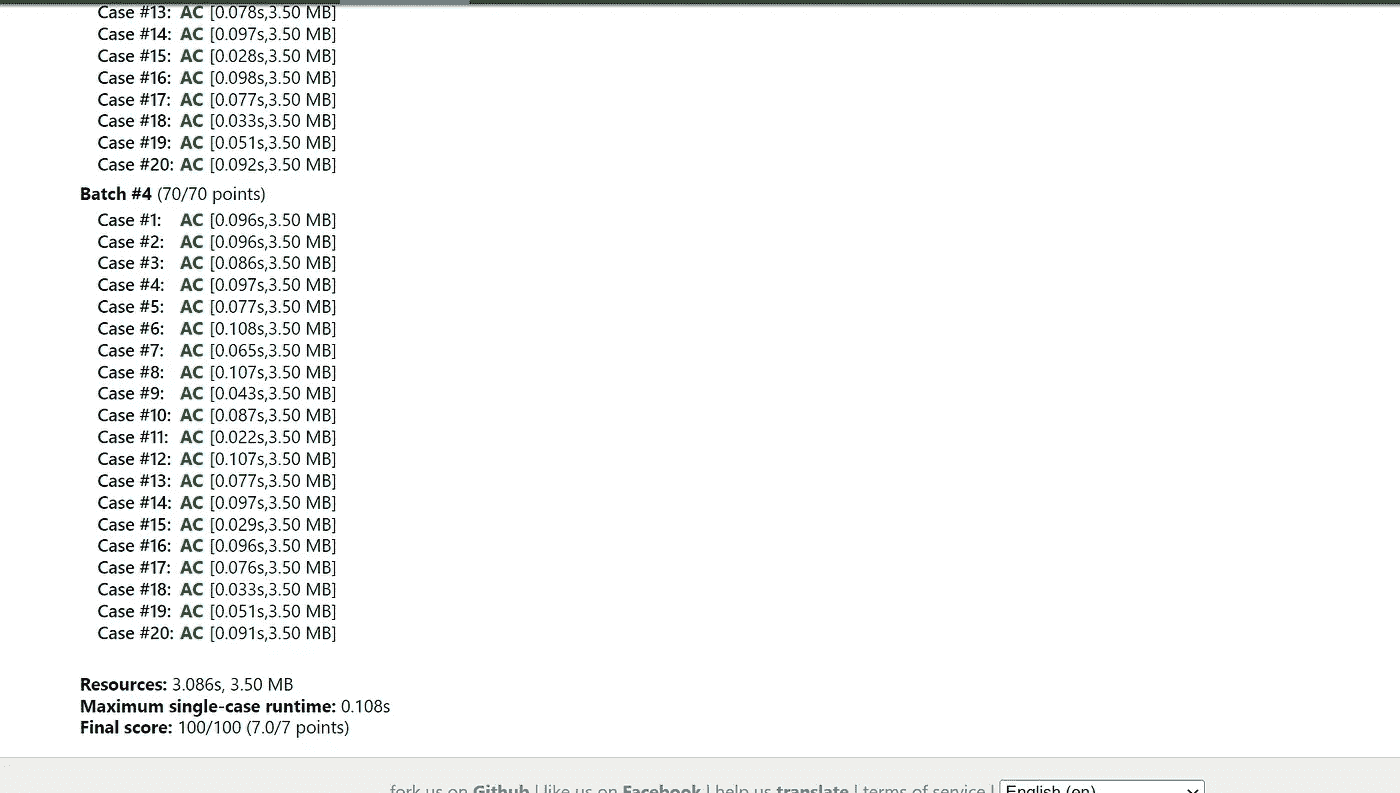 Case #13: AC [0.078s,3.50 MB]
Case #14: AC [0.097s,3.50 MB]
Case #15: AC [0.028s,3.50 MB]
Case #16: AC [0.098s,3.50 MB]
Case #17: AC [0.077s,3.50 MB]
Case #18: AC [0.033s,3.50 MB]
Case #19: AC [0.051s,3.50 MB]
Case #20: AC [0.092s,3.50 MB]
Batch #4 (70/70 points)
Case #1: AC [0.096s,3.50 MB]
Case #2: AC [0.096s,3.50 MB]
Case #3: AC [0.086s,3.50 MB]
Case #4: AC [0.097s,3.50 MB]
Case #5: AC [0.077s,3.50 MB]
Case #6: AC [0.108s,3.50 MB]
Case #7: AC [0.065s,3.50 MB]
Case #8: AC [0.107s,3.50 MB]
Case #9: AC [0.043s,3.50 MB]
Case #10: AC [0.087s,3.50 MB]
Case #11: AC [0.022s,3.50 MB]
Case #12: AC [0.107s,3.50 MB]
Case #13: AC [0.077s,3.50 MB]
Case #14: AC [0.097s,3.50 MB]
Case #15: AC [0.029s,3.50 MB]
Case #16: AC [0.096s,3.50 MB]
Case #17: AC [0.076s,3.50 MB]
Case #18: AC [0.033s,3.50 MB]
Case #19: AC [0.051s,3.50 MB]
Case #20: AC [0.091s,3.50 MB]
Resources: 3.086s, 3.50 MB
Maximum single-case runtime: 0.108s
Final score: 100/100 (7.0/7 points)
fork us on Github | like us on Facebook | help us translate | terms of service | English (en)